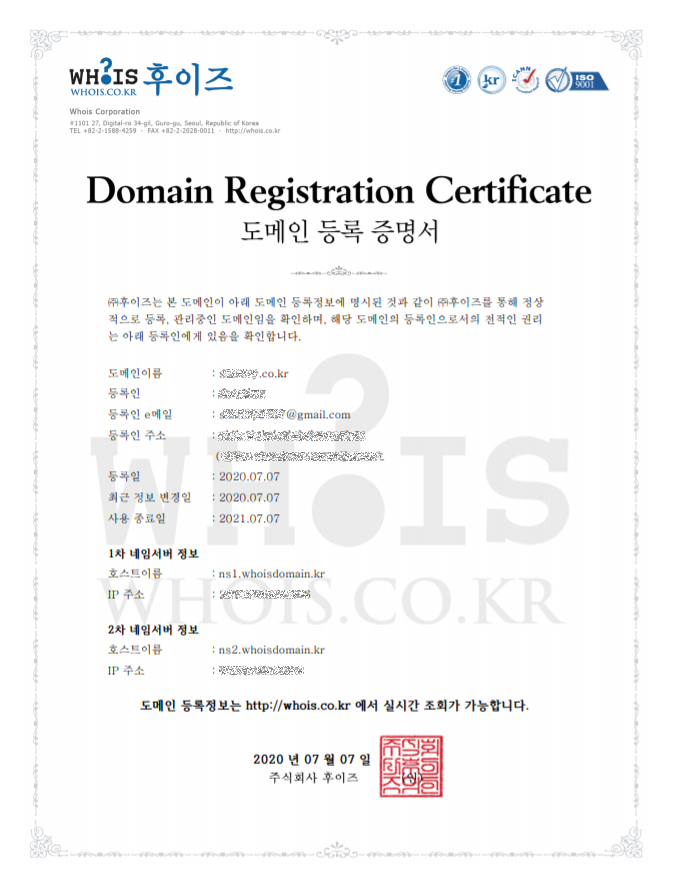 WH?IS 후이즈
WHOIS.CO.KR
1 kr ICANN ISO 9001
Whois Corporation
#1101 27, Digital-ro 34-gil, Guro-gu, Seoul, Republic of Korea
TEL +82-2-1588-4259 - FAX +82-2-2028-0011 - http://whois.co.kr
Domain Registration Certificate
도메인 등록 증명서
㈜후이즈는 본 도메인이 아래 도메인 등록정보에 명시된 것과 같이 ㈜후이즈를 통해 정상
적으로 등록, 관리중인 도메인임을 확인하며, 해당 도메인의 등록인으로서의 전적인 권리
는 아래 등록인에게 있음을 확인합니다.
도메인이름 : .co.kr
등록인 :
등록인 e메일 : s@gmail.com
등록인 주소 :
(
등록일 : 2020.07.07
최근 정보 변경일 : 2020.07.07
사용 종료일 : 2021.07.07
1차 네임서버 정보
호스트이름 : ns1.whoisdomain.kr
IP 주소 :
2차 네임서버 정보
호스트이름 : ns2.whoisdomain.kr
IP 주소 :
WH?IS
WHOIS.CO.KR
도메인 등록정보는 http://whois.co.kr 에서 실시간 조회가 가능합니다.
2020 년 07 월 07 일
주식회사 후이즈 (인)